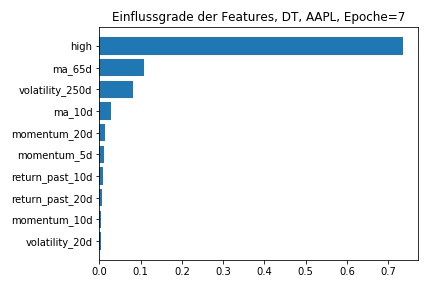 Einflussgrade der Features, DT, AAPL, Epoche=7
high
ma_65d
volatility_250d
ma_10d
momentum_20d
momentum_5d
return_past_10d
return_past_20d
momentum_10d
volatility_20d
0.0 0.1 0.2 0.3 0.4 0.5 0.6 0.7